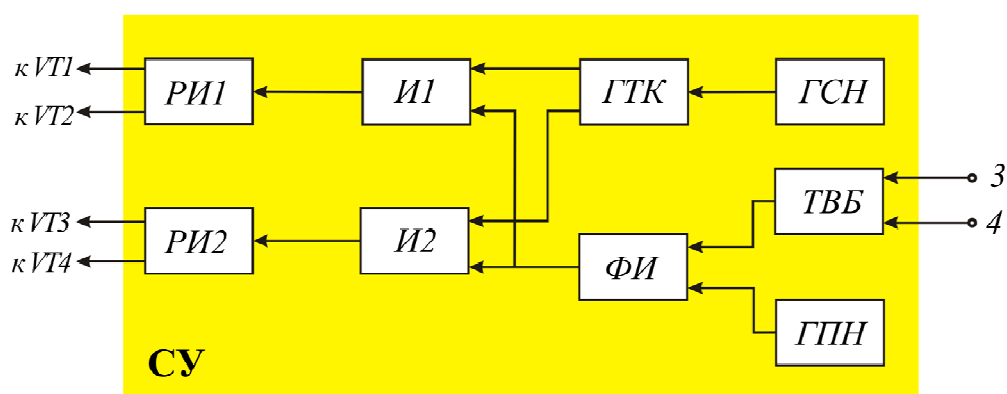 к VT1
РИ1
И1
ГТК
ГСН
к VT2
ТВБ
3
к VT3
РИ2
И2
4
к VT4
ФИ
ГПН
СУ